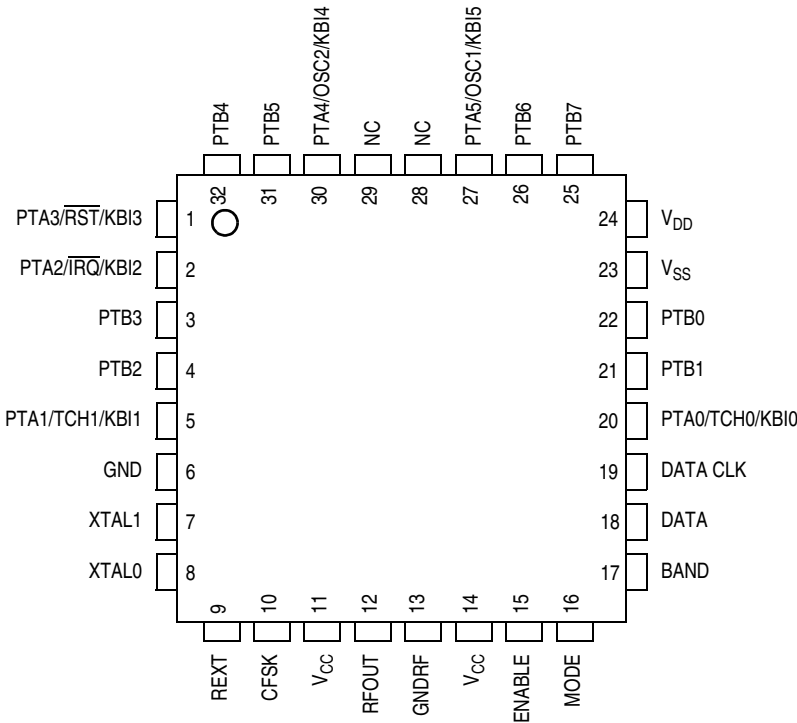 PTB4
PTB5
PTA4/OSC2/KBI4
NC
NC
PTA5/OSC1/KBI5
PTB6
PTB7
32
31
30
29
28
27
26
25
PTA3/RST/KBI3
1
24
VDD
PTA2/IRQ/KBI2
2
23
VSS
PTB3
3
22
PTB0
PTB2
4
21
PTB1
PTA1/TCH1/KBI1
5
20
PTA0/TCH0/KBI0
GND
6
19
DATA CLK
XTAL1
7
18
DATA
XTAL0
8
17
BAND
9
10
11
12
13
14
15
16
REXT
CFSK
VCC
RFOUT
GNDRF
VCC
ENABLE
MODE